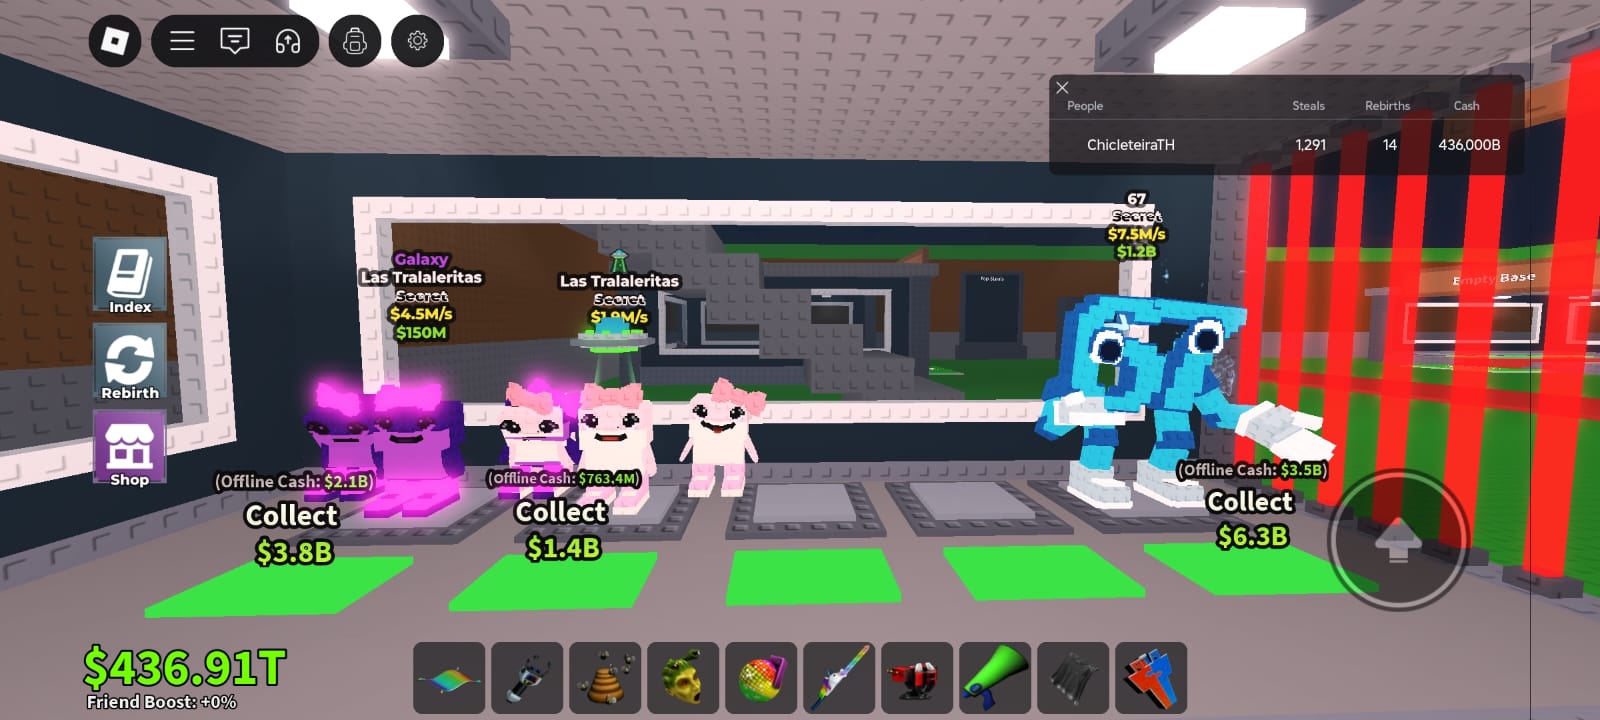 People Steals Rebirths Cash
ChicleteiraTH 1,291 14 436,000B
67
Secret
$7.5M/s
$1.2B
Galaxy
Las Tralaleritas
Secret
$4.5M/s
$150M
Las Tralaleritas
Secret
$1.9M/s
Empty Base
Index
Rebirth
Shop
(Offline Cash: $2.1B)
Collect
$3.8B
(Offline Cash: $763.4M)
Collect
$1.4B
(Offline Cash: $3.5B)
Collect
$6.3B
$436.91T
Friend Boost: +0%